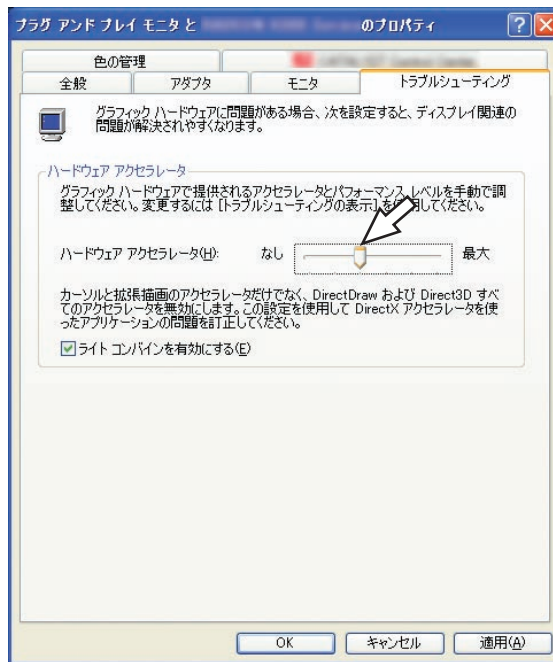 プラグ アンド プレイ モニタ と のプロパティ
色の管理
全般 アダプタ モニタ トラブルシューティング
グラフィック ハードウェアに問題がある場合、次を設定すると、ディスプレイ関連の
問題が解決されやすくなります。
ハードウェア アクセラレータ
グラフィック ハードウェアで提供されるアクセラレータとパフォーマンス レベルを手動で調
整してください。変更するには [トラブルシューティングの表示] を使用してください。
ハードウェア アクセラレータ(H): なし 最大
カーソルと拡張描画のアクセラレータだけでなく、DirectDraw および Direct3D すべ
てのアクセラレータを無効にします。この設定を使用して DirectX アクセラレータを使
ったアプリケーションの問題を訂正してください。
ライト コンバインを有効にする(E)
OK キャンセル 適用(A)